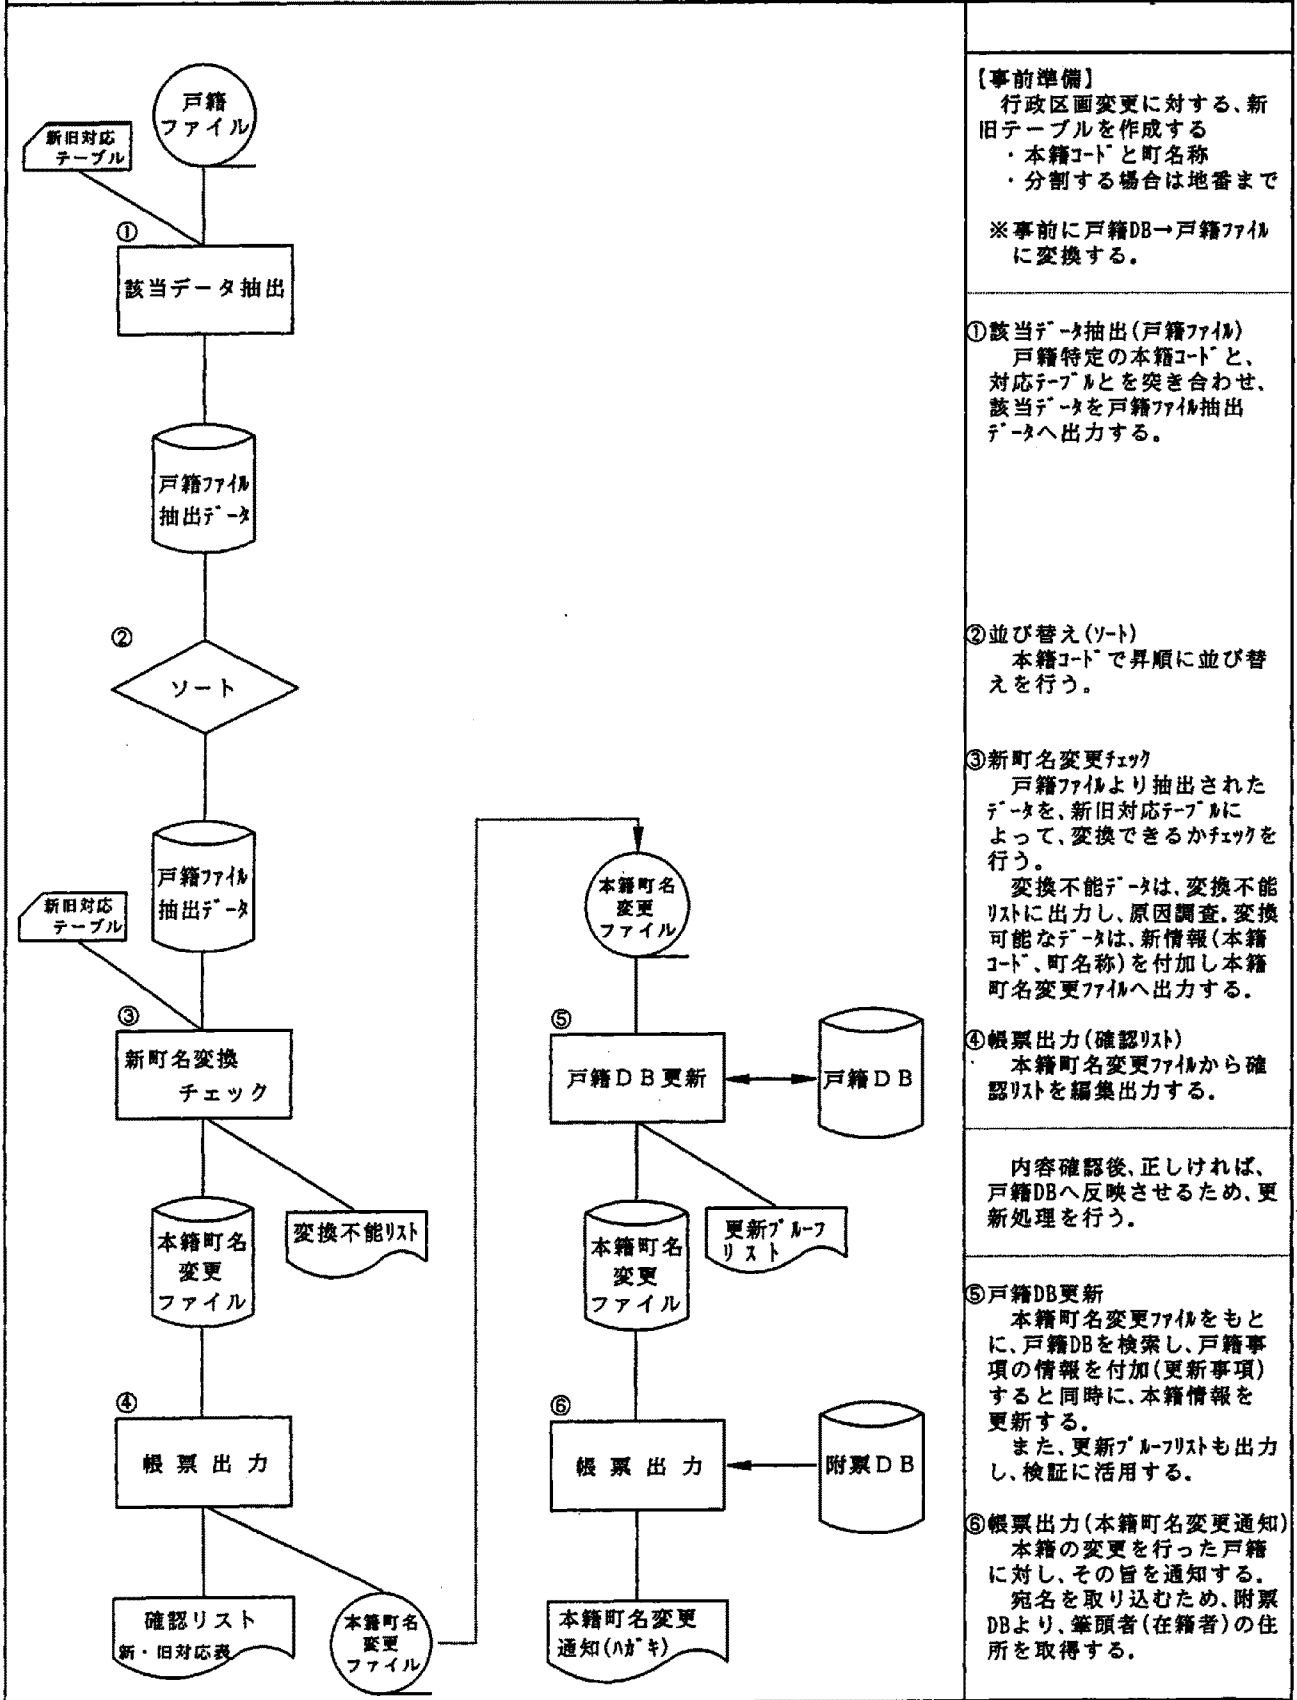 戸籍
ファイル
新旧対応
テーブル
①
該当データ抽出
戸籍ファイル
抽出データ
②
ソート
戸籍ファイル
抽出データ
新旧対応
テーブル
③
新町名変換
チェック
変換不能リスト
本籍町名
変更
ファイル
④
帳票出力
確認リスト
新・旧対応表
本籍町名
変更
ファイル
本籍町名
変更
ファイル
⑤
戸籍DB更新
戸籍DB
更新プルーフ
リスト
本籍町名
変更
ファイル
⑥
帳票出力
附票DB
本籍町名変更
通知(ハガキ)
【事前準備】
行政区画変更に対する、新
旧テーブルを作成する
・本籍コードと町名称
・分割する場合は地番まで
※事前に戸籍DB→戸籍ファイル
に変換する。
①該当データ抽出(戸籍ファイル)
戸籍特定の本籍コードと、
対応テーブルとを突き合わせ、
該当データを戸籍ファイル抽出
データへ出力する。
②並び替え(ソート)
本籍コードで昇順に並び替
えを行う。
③新町名変更チェック
戸籍ファイルより抽出された
データを、新旧対応テーブルに
よって、変換できるかチェックを
行う。
変換不能データは、変換不能
リストに出力し、原因調査。変換
可能なデータは、新情報(本籍
コード、町名称)を付加し本籍
町名変更ファイルへ出力する。
④帳票出力(確認リスト)
本籍町名変更ファイルから確
認リストを編集出力する。
内容確認後、正しければ、
戸籍DBへ反映させるため、更
新処理を行う。
⑤戸籍DB更新
本籍町名変更ファイルをもと
に、戸籍DBを検索し、戸籍事
項の情報を付加(更新事項)
すると同時に、本籍情報を
更新する。
また、更新プルーフリストも出力
し、検証に活用する。
⑥帳票出力(本籍町名変更通知)
本籍の変更を行った戸籍
に対し、その旨を通知する。
宛名を取り込むため、附票
DBより、筆頭者(在籍者)の住
所を取得する。